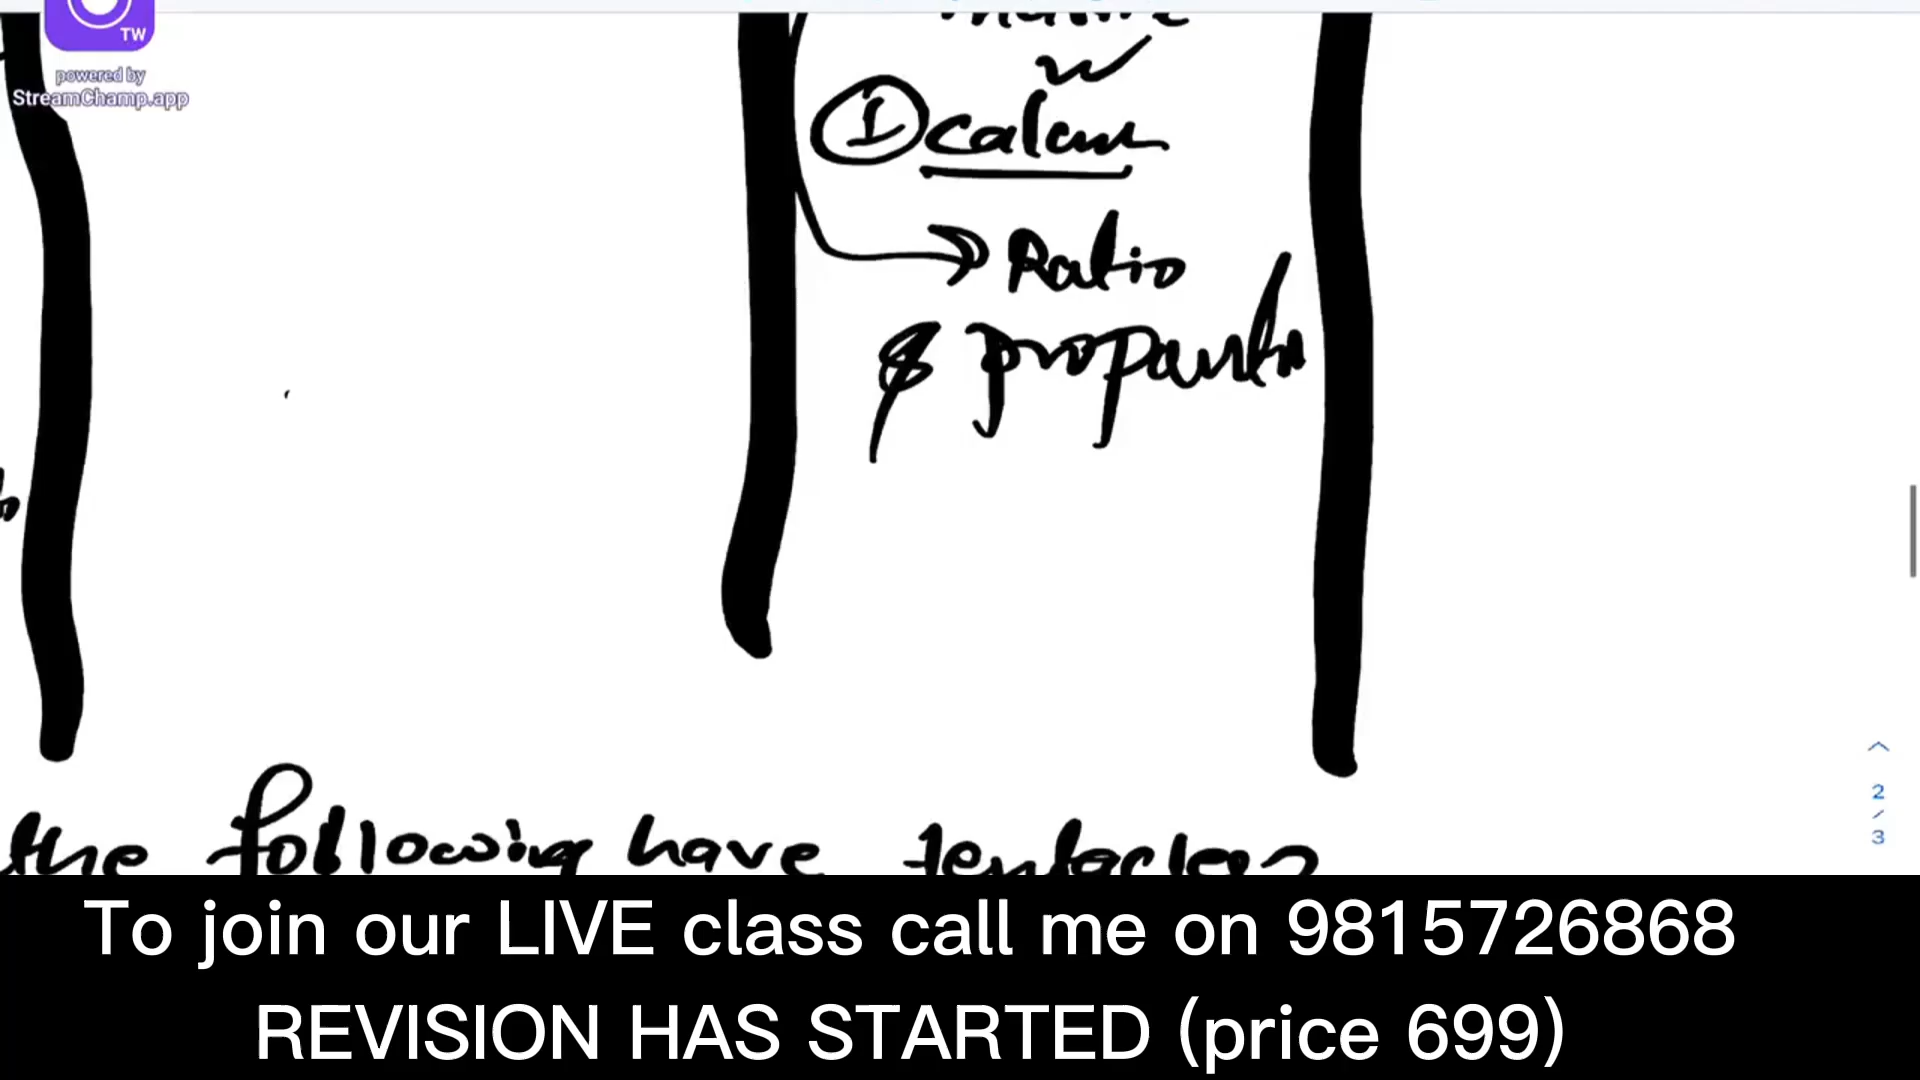 TW
powered by
StreamChamp.app
① calcu
→ Ratio
& proportn
the following have tentacles
2
/
3
To join our LIVE class call me on 9815726868
REVISION HAS STARTED (price 699)